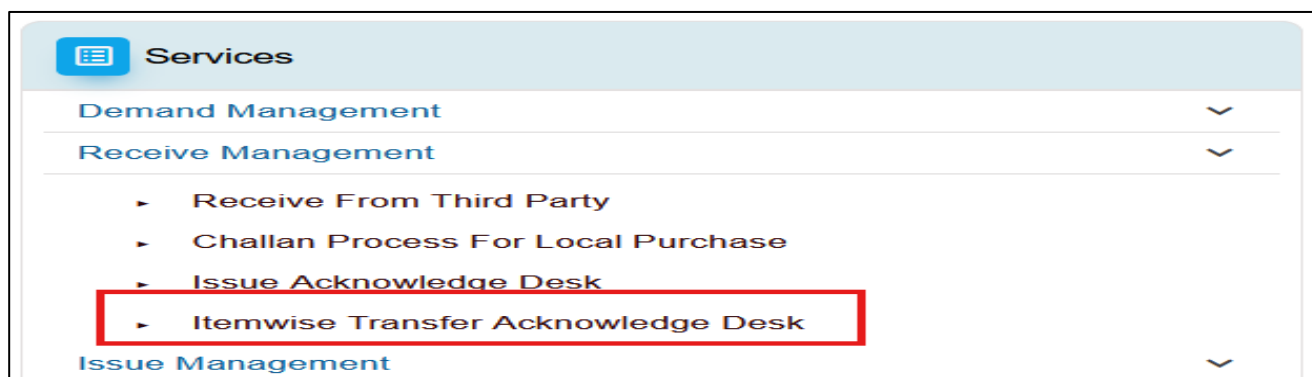 Services
Demand Management
Receive Management
Receive From Third Party
Challan Process For Local Purchase
Issue Acknowledge Desk
Itemwise Transfer Acknowledge Desk
Issue Management